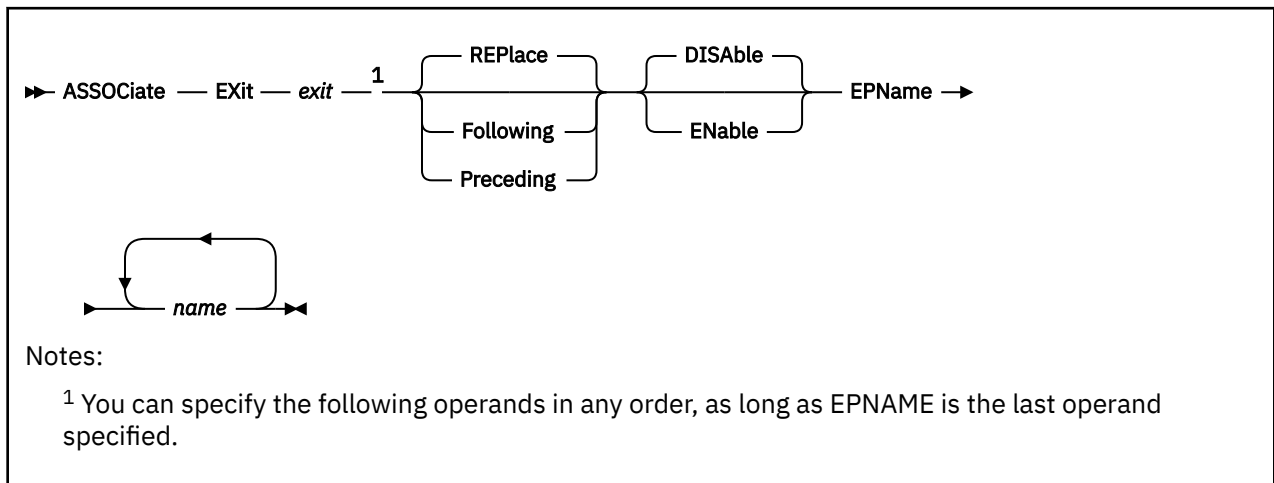 REPlace DISAble
ASSOCiate EXit exit 1 EPName
Following ENable
Preceding
name
Notes:
1 You can specify the following operands in any order, as long as EPNAME is the last operand
specified.